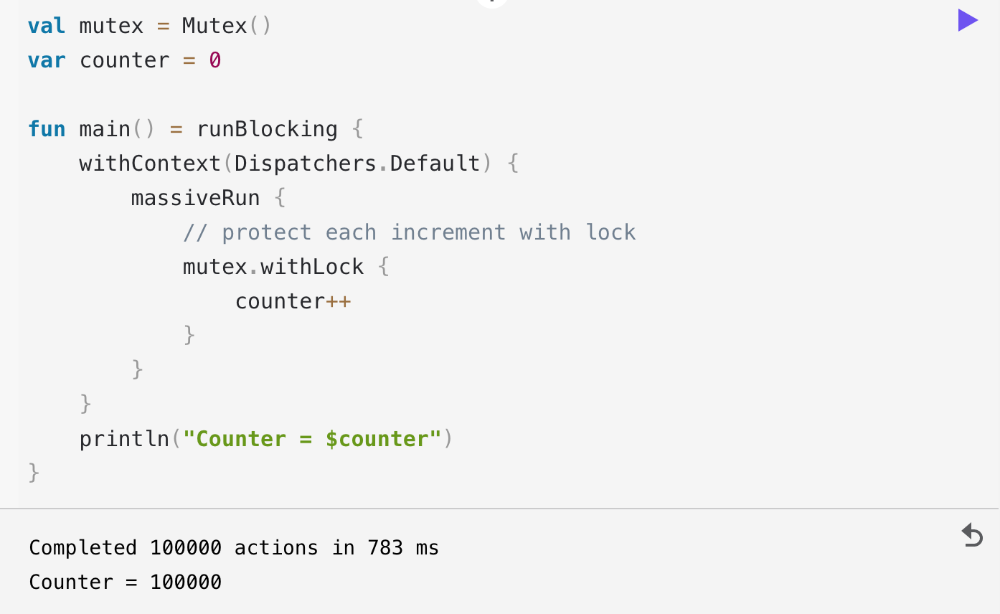 val mutex = Mutex()
var counter = 0
fun main() = runBlocking {
    withContext(Dispatchers.Default) {
        massiveRun {
            // protect each increment with lock
            mutex.withLock {
                counter++
            }
        }
    }
    println("Counter = $counter")
}
Completed 100000 actions in 783 ms
Counter = 100000